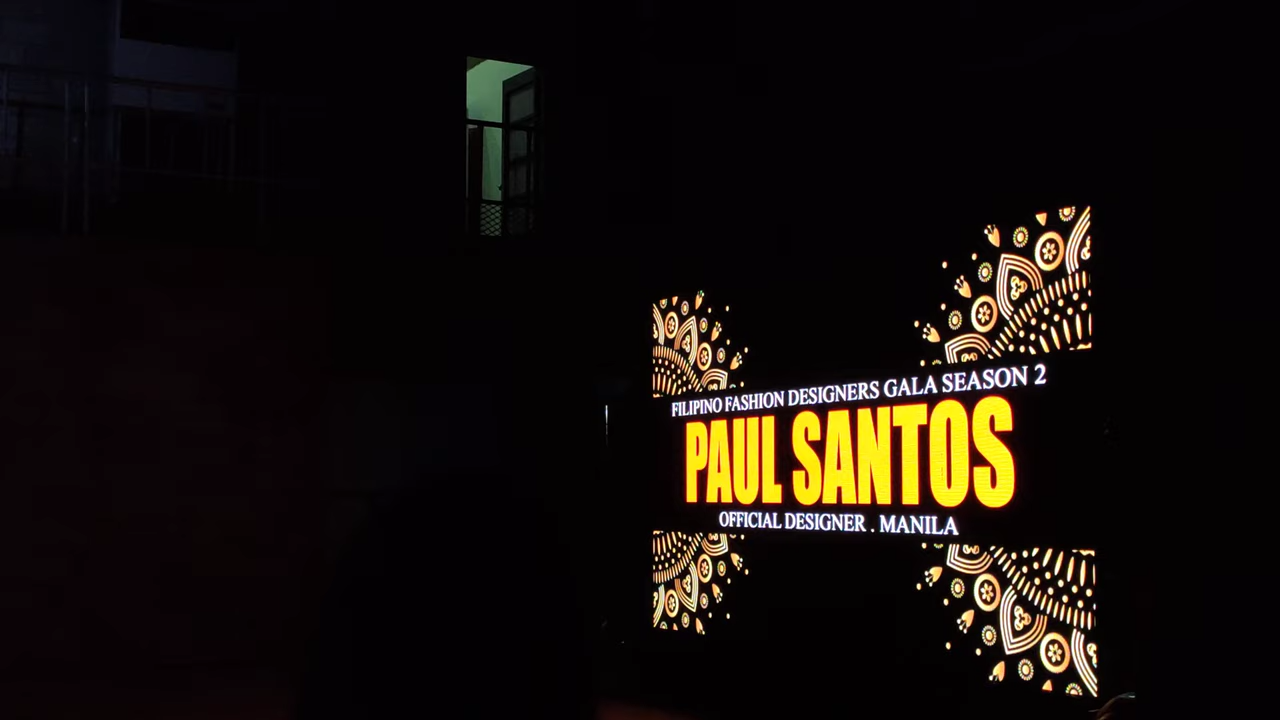 FILIPINO FASHION DESIGNERS GALA SEASON 2
PAUL SANTOS
OFFICIAL DESIGNER . MANILA